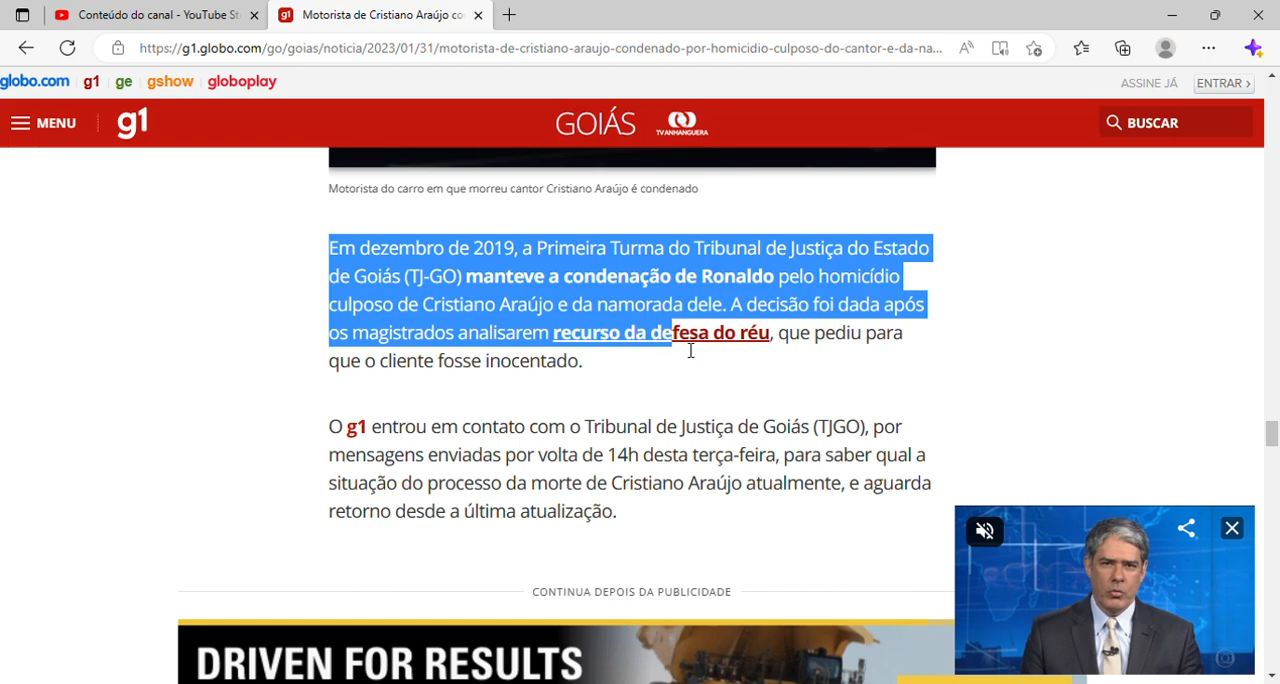 Conteúdo do canal - YouTube St
Motorista de Cristiano Araújo co
https://g1.globo.com/go/goias/noticia/2023/01/31/motorista-de-cristiano-araujo-condenado-por-homicidio-culposo-do-cantor-e-da-na...
globo.com g1 ge gshow globoplay
ASSINE JÁ ENTRAR ›
MENU g1 GOIÁS TV ANHANGUERA BUSCAR
Motorista do carro em que morreu cantor Cristiano Araújo é condenado
Em dezembro de 2019, a Primeira Turma do Tribunal de Justiça do Estado
de Goiás (TJ-GO) manteve a condenação de Ronaldo pelo homicídio
culposo de Cristiano Araújo e da namorada dele. A decisão foi dada após
os magistrados analisarem recurso da defesa do réu, que pediu para
que o cliente fosse inocentado.
O g1 entrou em contato com o Tribunal de Justiça de Goiás (TJGO), por
mensagens enviadas por volta de 14h desta terça-feira, para saber qual a
situação do processo da morte de Cristiano Araújo atualmente, e aguarda
retorno desde a última atualização.
CONTINUA DEPOIS DA PUBLICIDADE
DRIVEN FOR RESULTS